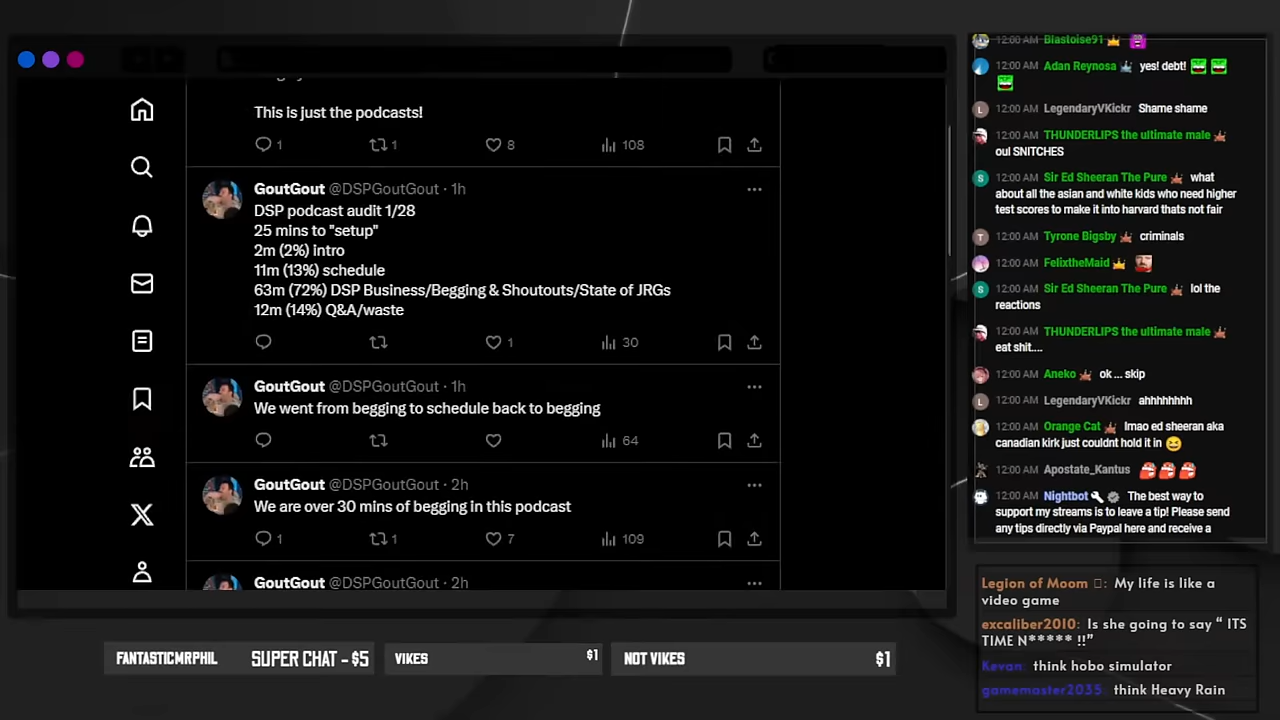 This is just the podcasts!
1
1
8
108
GoutGout @DSPGoutGout · 1h
DSP podcast audit 1/28
25 mins to "setup"
2m (2%) intro
11m (13%) schedule
63m (72%) DSP Business/Begging & Shoutouts/State of JRGs
12m (14%) Q&A/waste
1
30
GoutGout @DSPGoutGout · 1h
We went from begging to schedule back to begging
64
GoutGout @DSPGoutGout · 2h
We are over 30 mins of begging in this podcast
1
1
7
109
GoutGout @DSPGoutGout · 2h
12:00 AM Blastoise91
12:00 AM Adan Reynosa yes! debt!
12:00 AM LegendaryVKickr Shame shame
12:00 AM THUNDERLIPS the ultimate male
oul SNITCHES
12:00 AM Sir Ed Sheeran The Pure what
about all the asian and white kids who need higher
test scores to make it into harvard thats not fair
12:00 AM Tyrone Bigsby criminals
12:00 AM FelixtheMaid
12:00 AM Sir Ed Sheeran The Pure lol the
reactions
12:00 AM THUNDERLIPS the ultimate male
eat shit....
12:00 AM Aneko ok ... skip
12:00 AM LegendaryVKickr ahhhhhhhh
12:00 AM Orange Cat lmao ed sheeran aka
canadian kirk just couldnt hold it in
12:00 AM Apostate_Kantus
12:00 AM Nightbot The best way to
support my streams is to leave a tip! Please send
any tips directly via Paypal here and receive a
Legion of Moom : My life is like a
video game
excaliber2010: Is she going to say “ ITS
TIME N***** !!”
Kevan: think hobo simulator
gamemaster2035: think Heavy Rain
FANTASTICMRPHIL SUPER CHAT - $5
VIKES $1
NOT VIKES $1